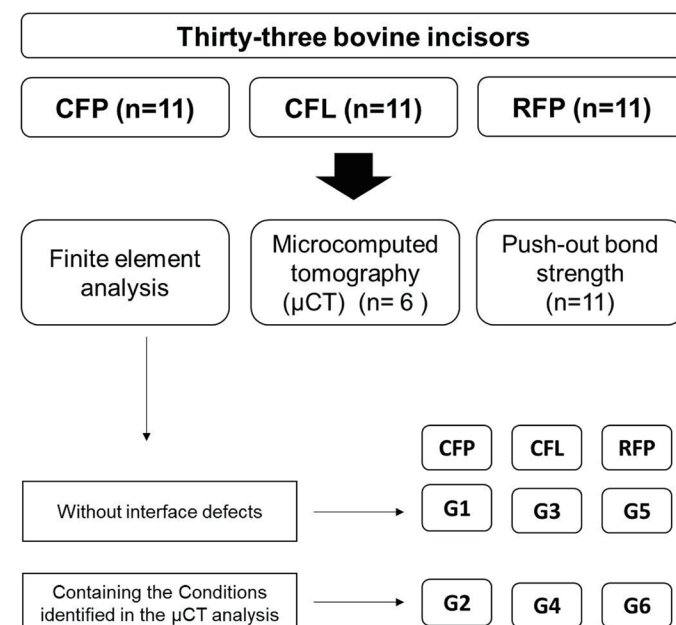 Thirty-three bovine incisors
CFP (n=11)
CFL (n=11)
RFP (n=11)
Finite element
analysis
Microcomputed
tomography
(µCT) (n= 6 )
Push-out bond
strength
(n=11)
CFP
CFL
RFP
Without interface defects
G1
G3
G5
Containing the Conditions
identified in the µCT analysis
G2
G4
G6